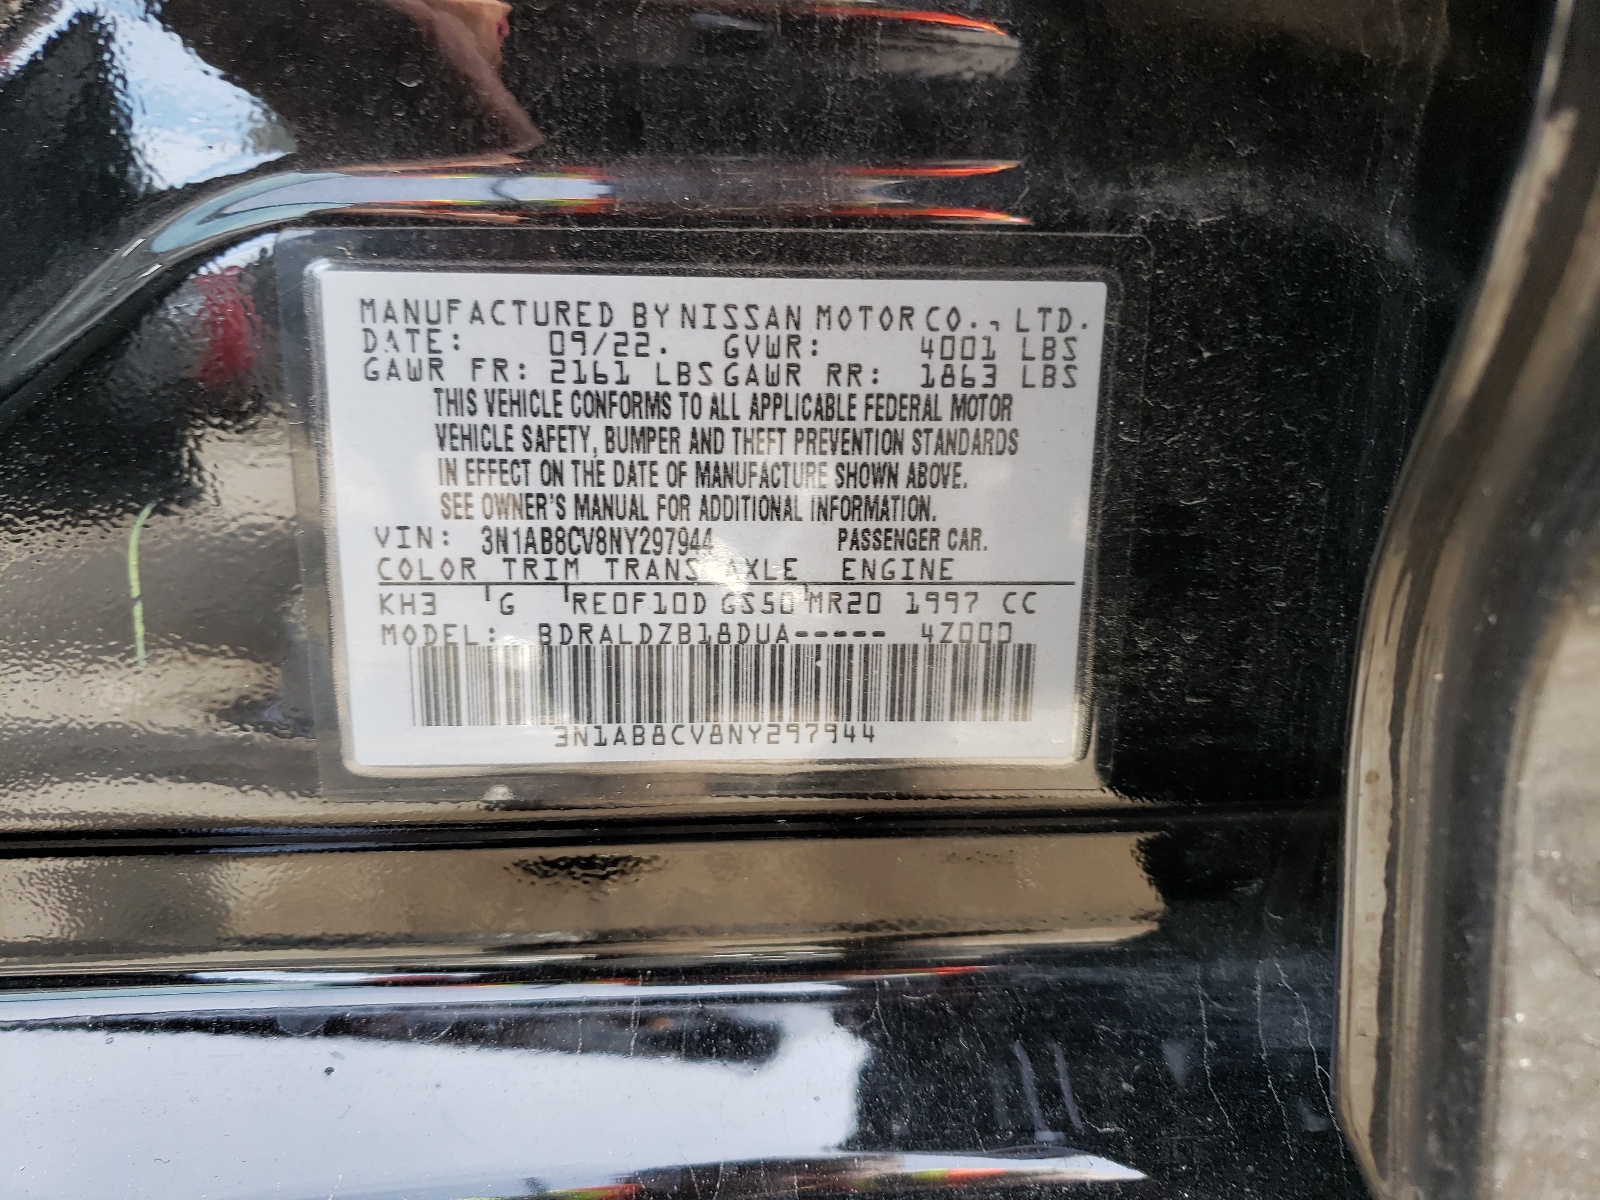 MANUFACTURED BY NISSAN MOTOR CO., LTD.
DATE: 09/22. GVWR: 4001 LBS
GAWR FR: 2161 LBS GAWR RR: 1863 LBS
THIS VEHICLE CONFORMS TO ALL APPLICABLE FEDERAL MOTOR
VEHICLE SAFETY, BUMPER AND THEFT PREVENTION STANDARDS
IN EFFECT ON THE DATE OF MANUFACTURE SHOWN ABOVE.
SEE OWNER'S MANUAL FOR ADDITIONAL INFORMATION.
VIN: 3N1AB8CV8NY297944 PASSENGER CAR.
COLOR TRIM TRANS AXLE ENGINE
KH3 G RE0F10D GS50 MR20 1997 CC
MODEL: BDRALDZB18DUA----- 4Z000
3N1AB8CV8NY297944